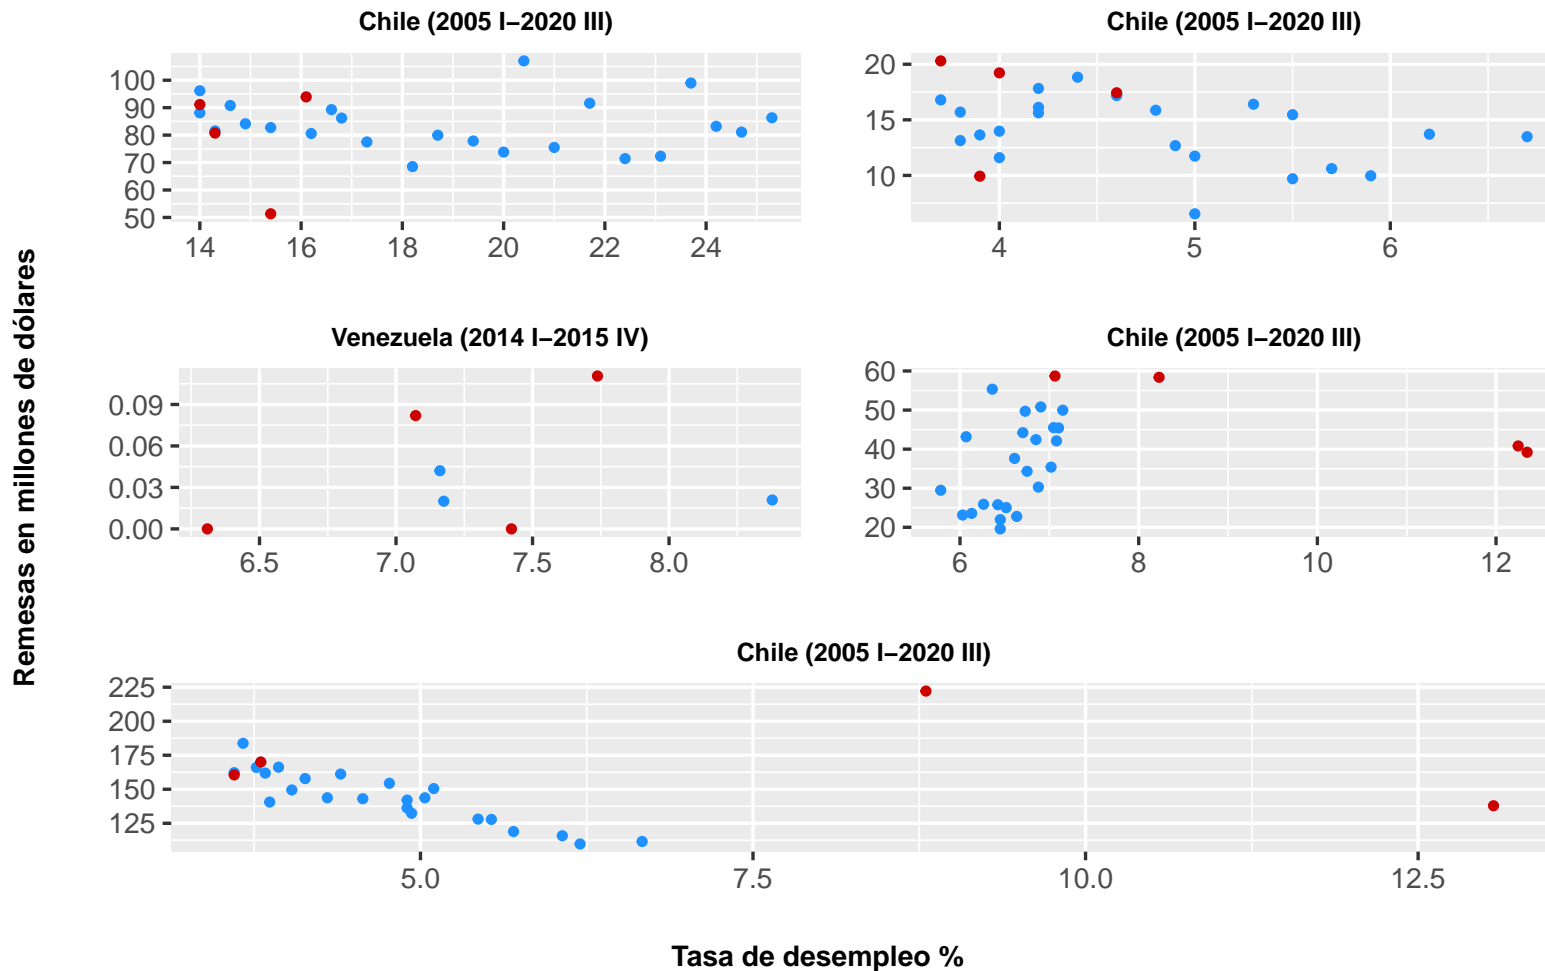 Chile (2005 I–2020 III)
Chile (2005 I–2020 III)
100
90
80
70
60
50
14 16 18 20 22 24
20
15
10
4 5 6
Remesas en millones de dólares
Venezuela (2014 I–2015 IV)
Chile (2005 I–2020 III)
0.09
0.06
0.03
0.00
6.5 7.0 7.5 8.0
60
50
40
30
20
6 8 10 12
Chile (2005 I–2020 III)
225
200
175
150
125
5.0 7.5 10.0 12.5
Tasa de desempleo %